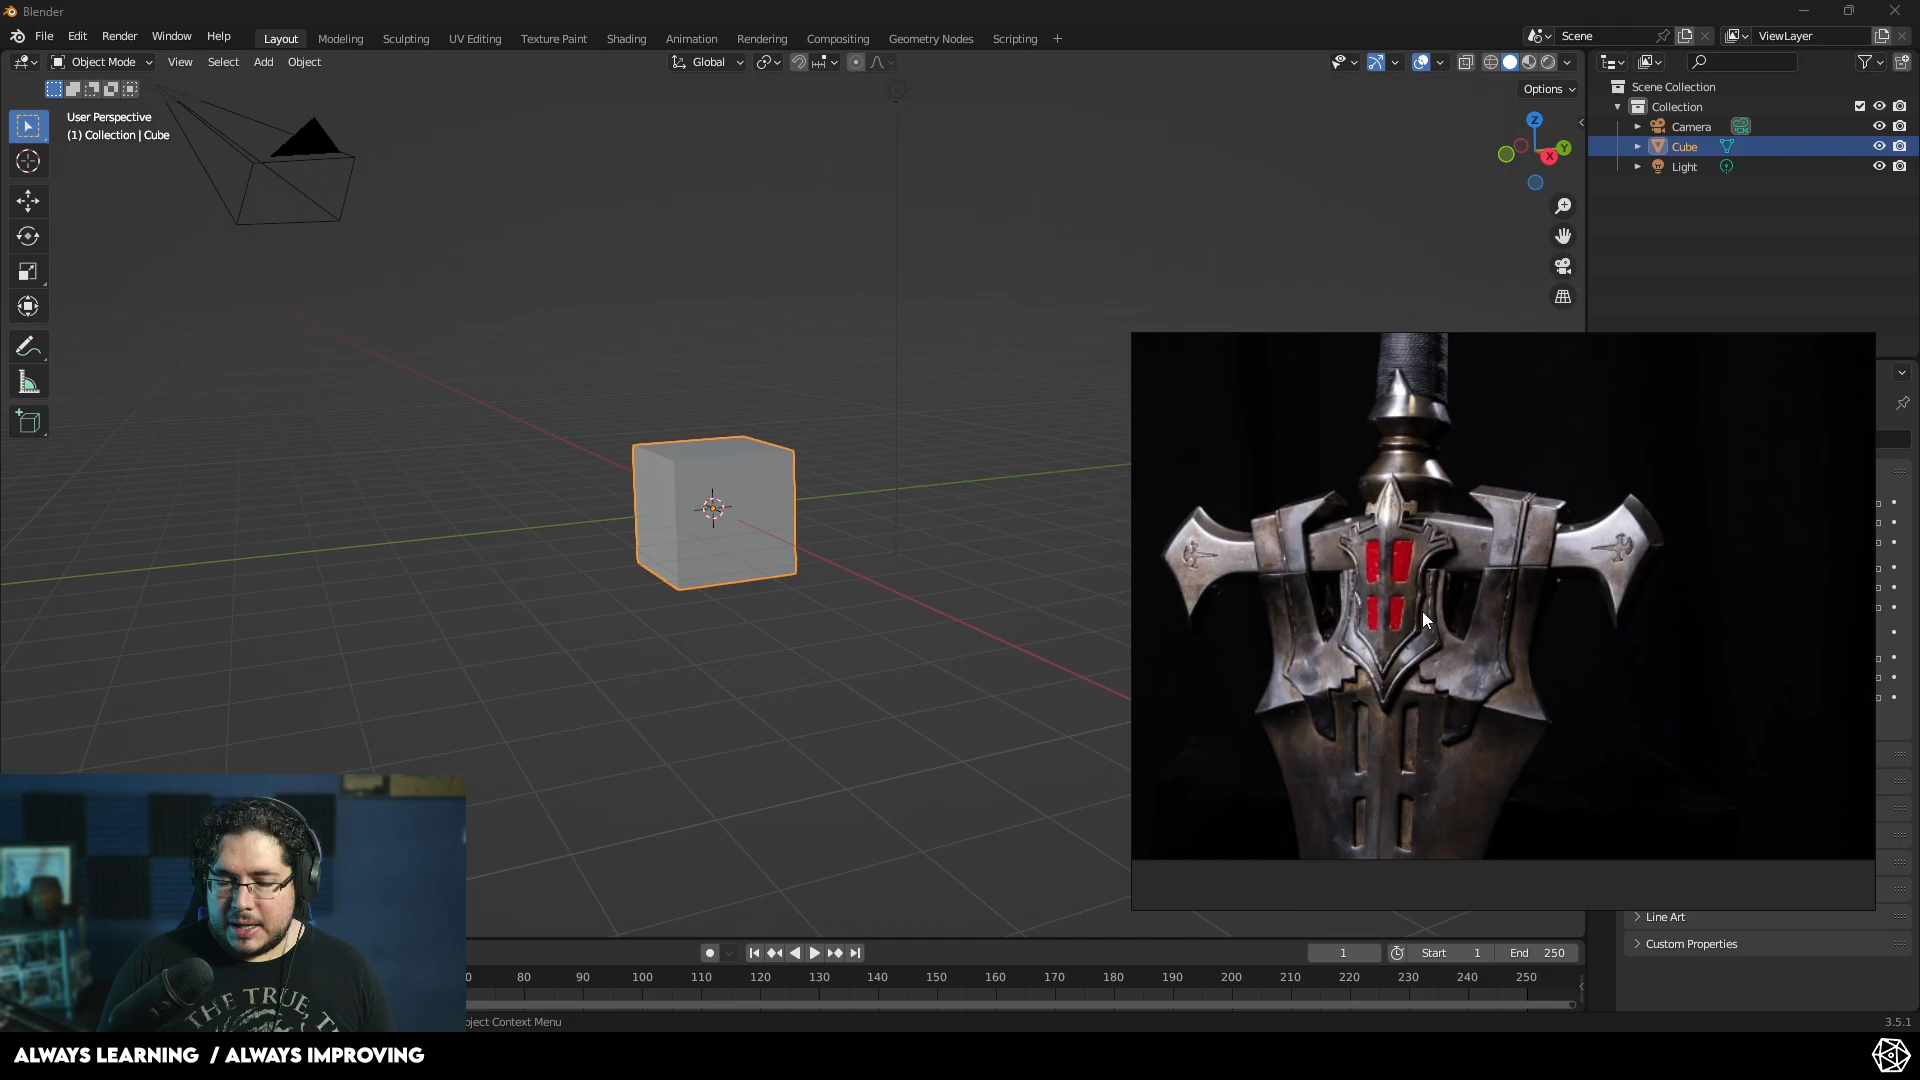 Blender
File Edit Render Window Help Layout Modeling Sculpting UV Editing Texture Paint Shading Animation Rendering Compositing Geometry Nodes Scripting + Scene ViewLayer
Object Mode View Select Add Object Global
Options
User Perspective
(1) Collection | Cube
Z
Y
X
Scene Collection
Collection
Camera
Cube
Light
Line Art
Custom Properties
1 Start 1 End 250
80 90 100 110 120 130 140 150 160 170 180 190 200 210 220 230 240 250
oject Context Menu
3.5.1
THE TRUE, T
ALWAYS LEARNING / ALWAYS IMPROVING